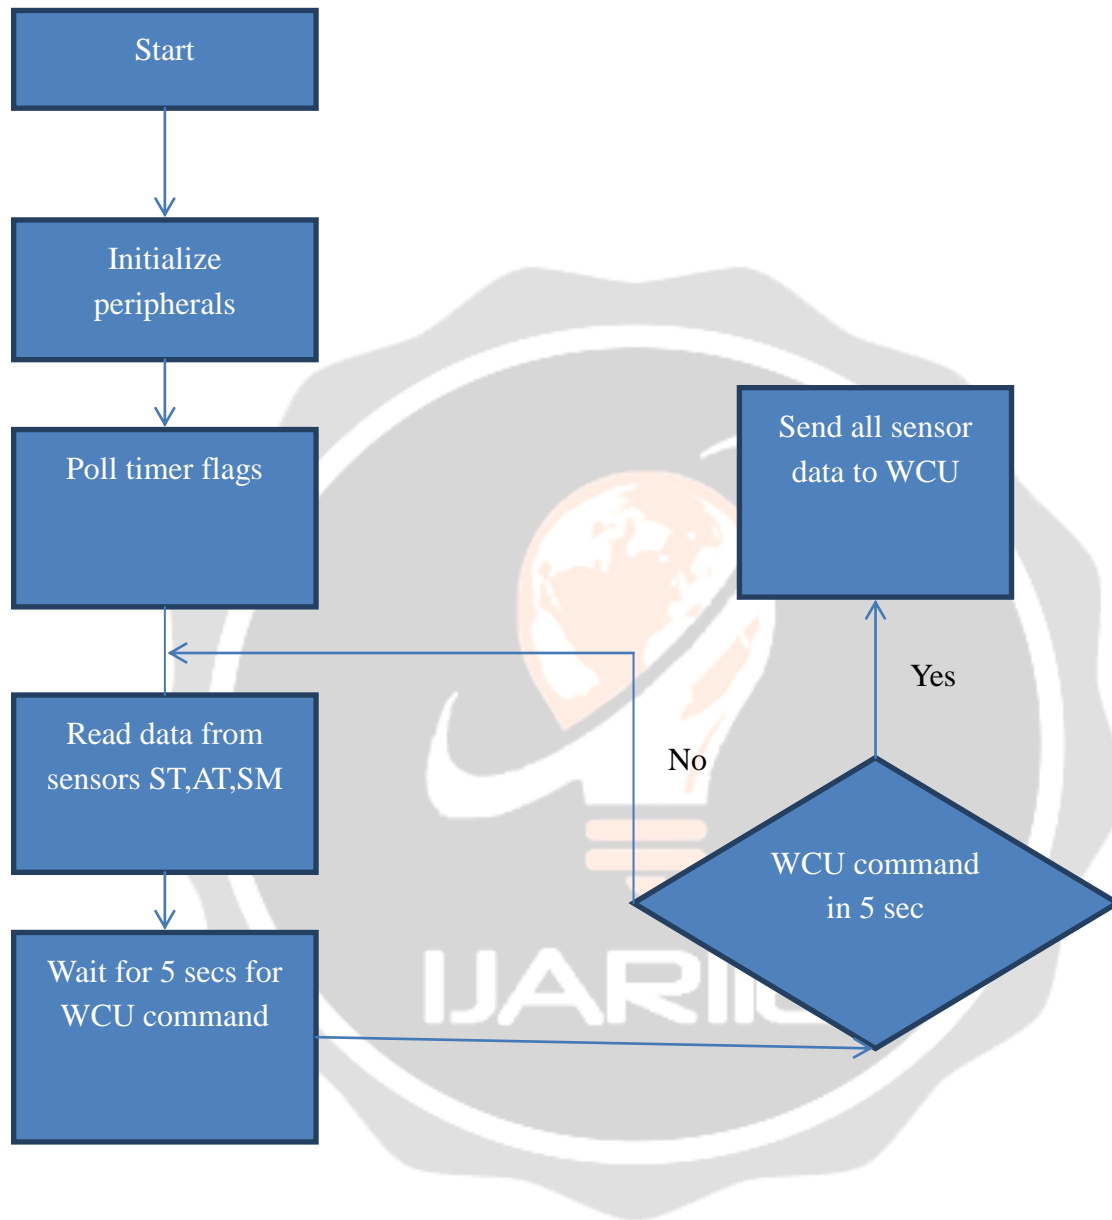 Start
Initialize
peripherals
Poll timer flags
Read data from
sensors ST,AT,SM
Wait for 5 secs for
WCU command
WCU command
in 5 sec
No
Yes
Send all sensor
data to WCU